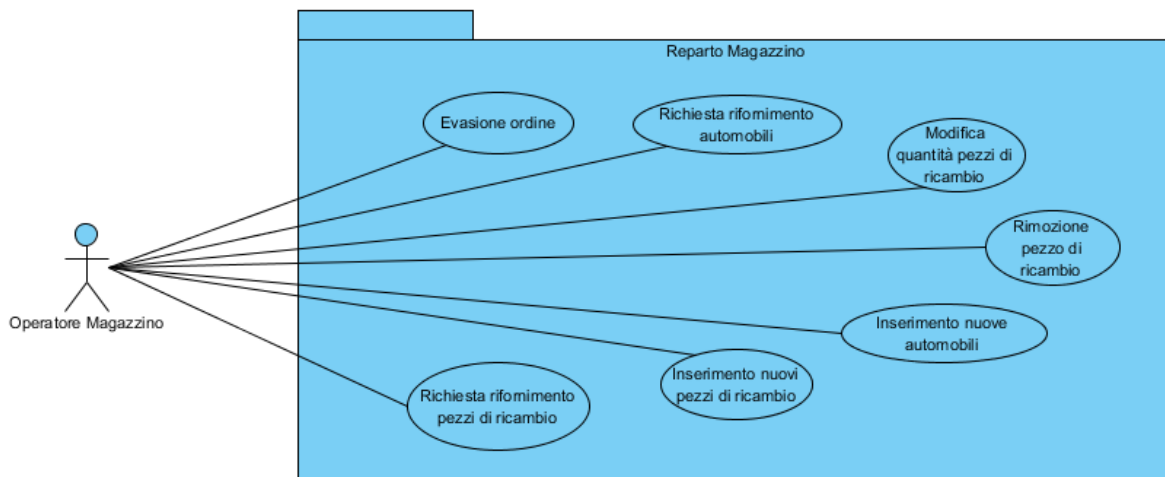 Reparto Magazzino
Evasione ordine
Richiesta rifornimento
automobili
Modifica
quantità pezzi di
ricambio
Rimozione
pezzo di
ricambio
Operatore Magazzino
Inserimento nuove
automobili
Inserimento nuovi
pezzi di ricambio
Richiesta rifornimento
pezzi di ricambio